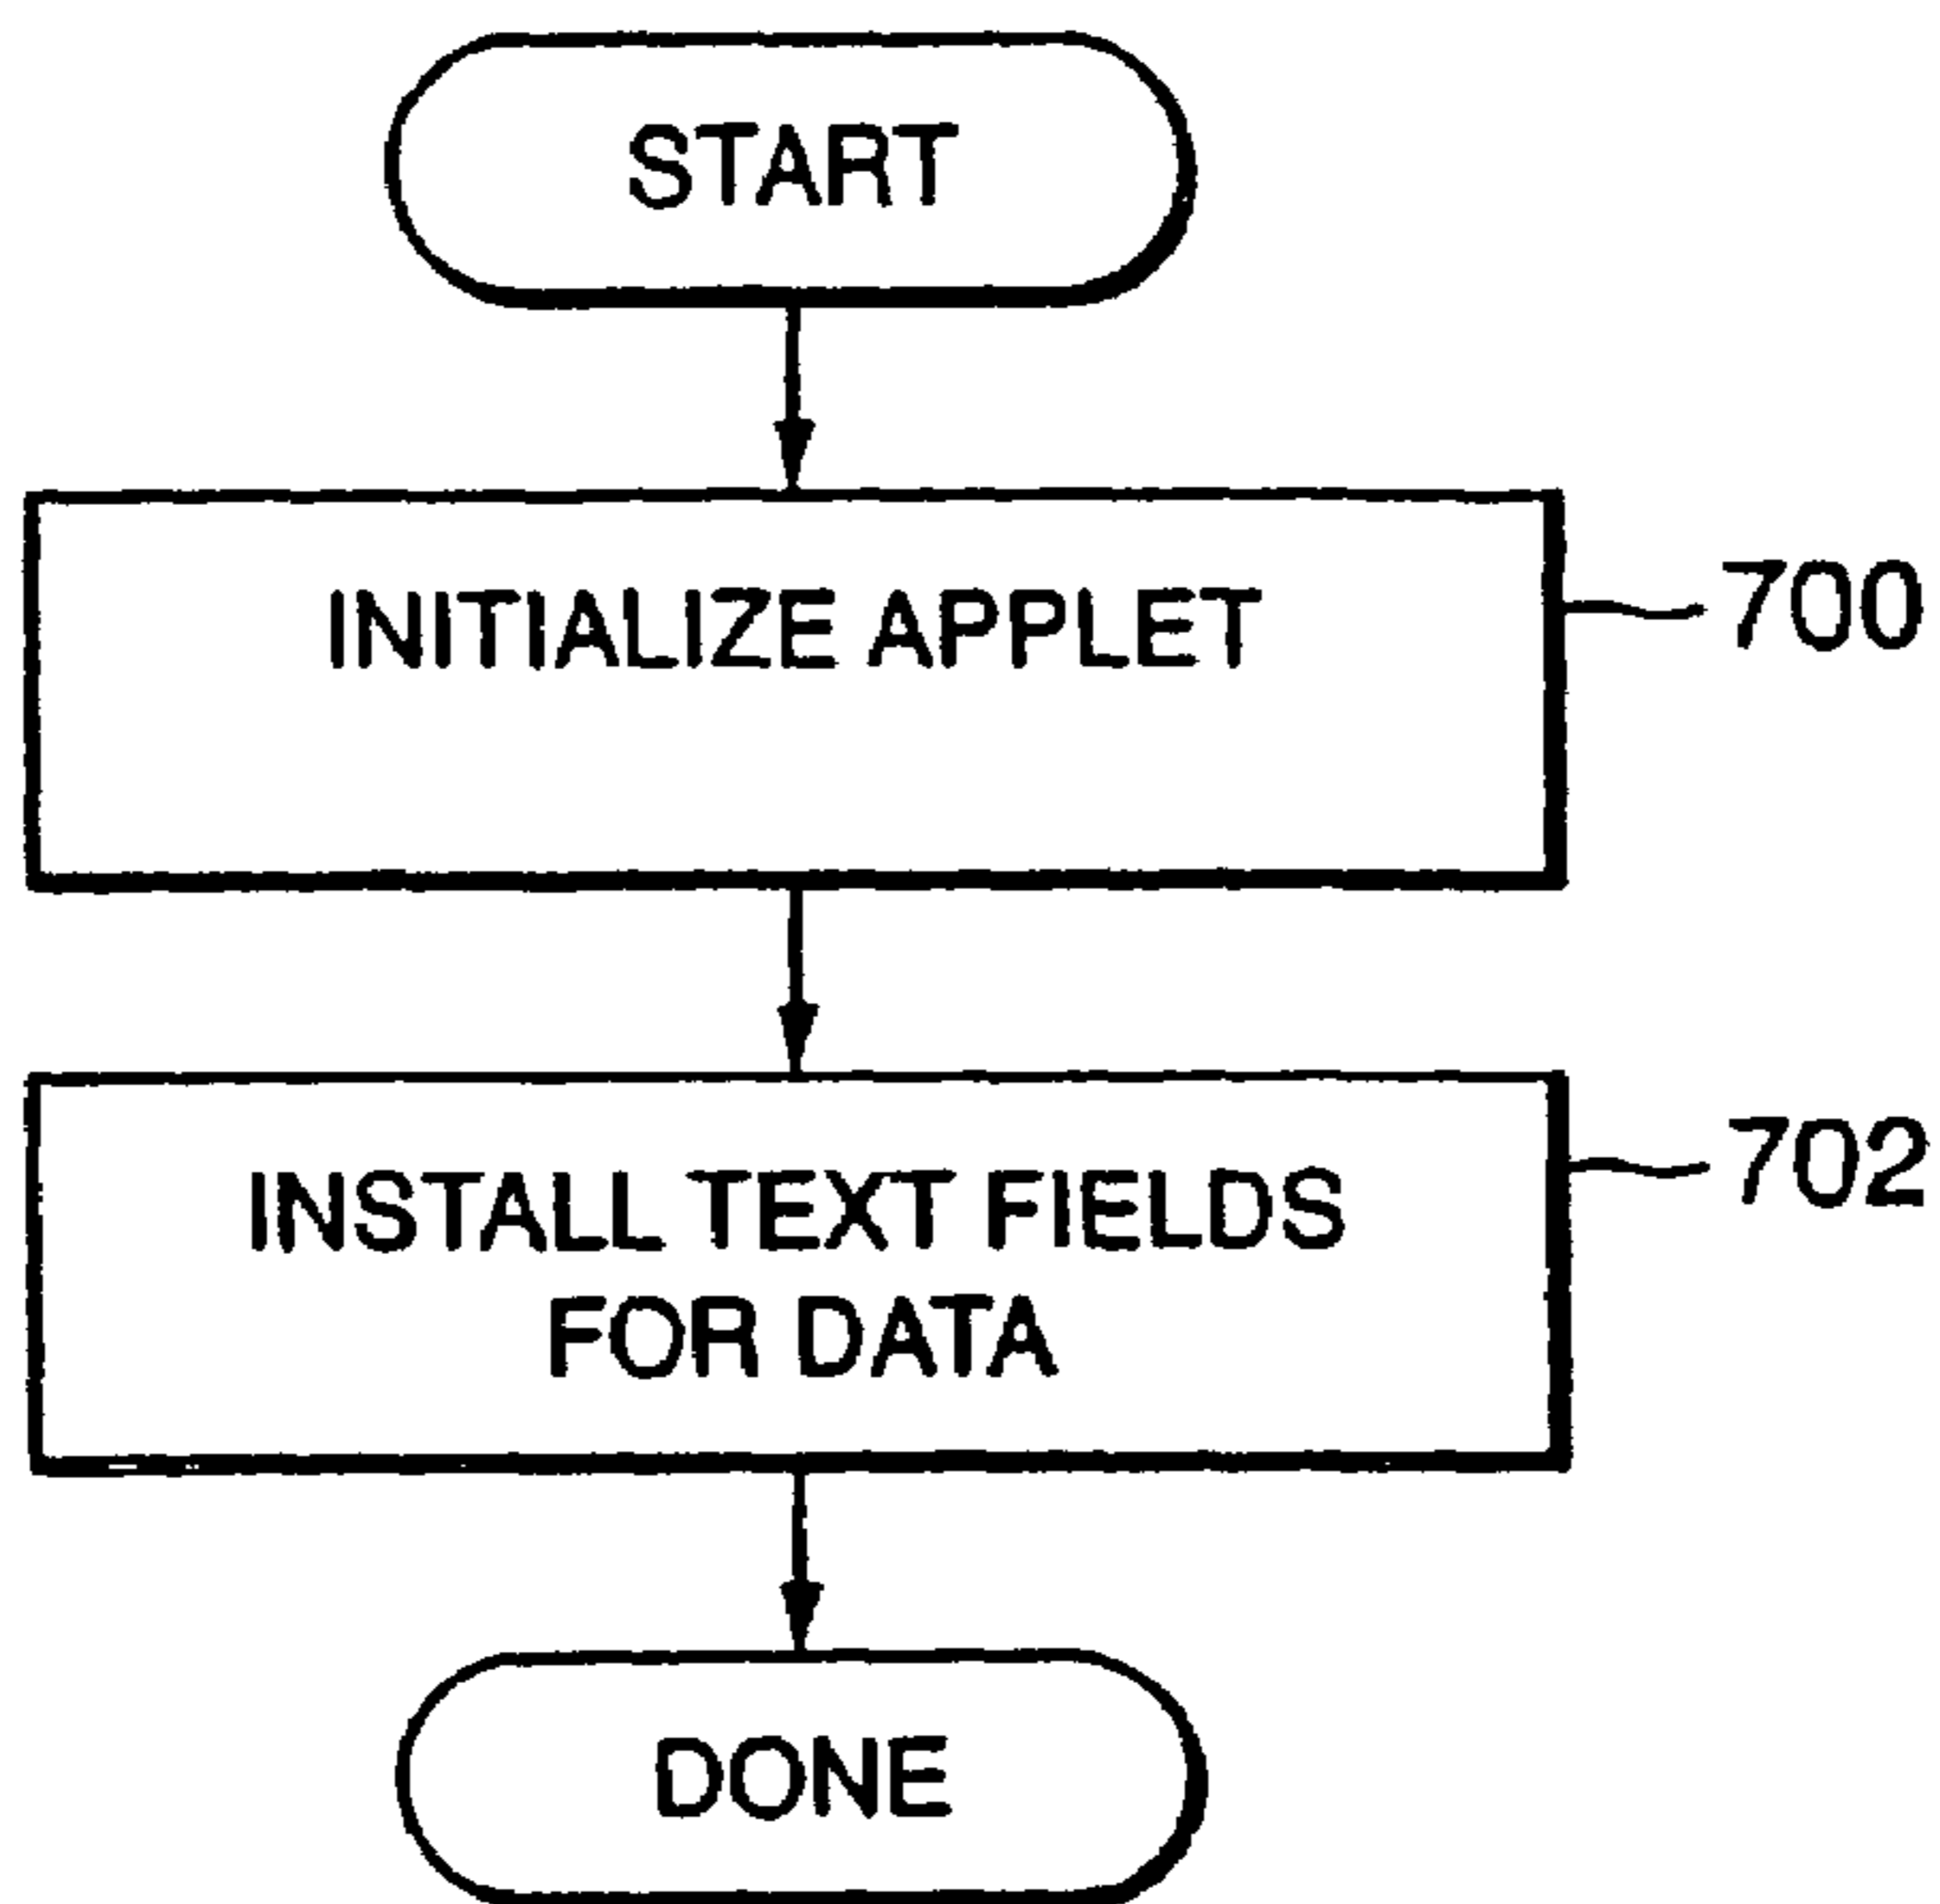 START
INITIALIZE APPLET
700
INSTALL TEXT FIELDS
FOR DATA
702
DONE